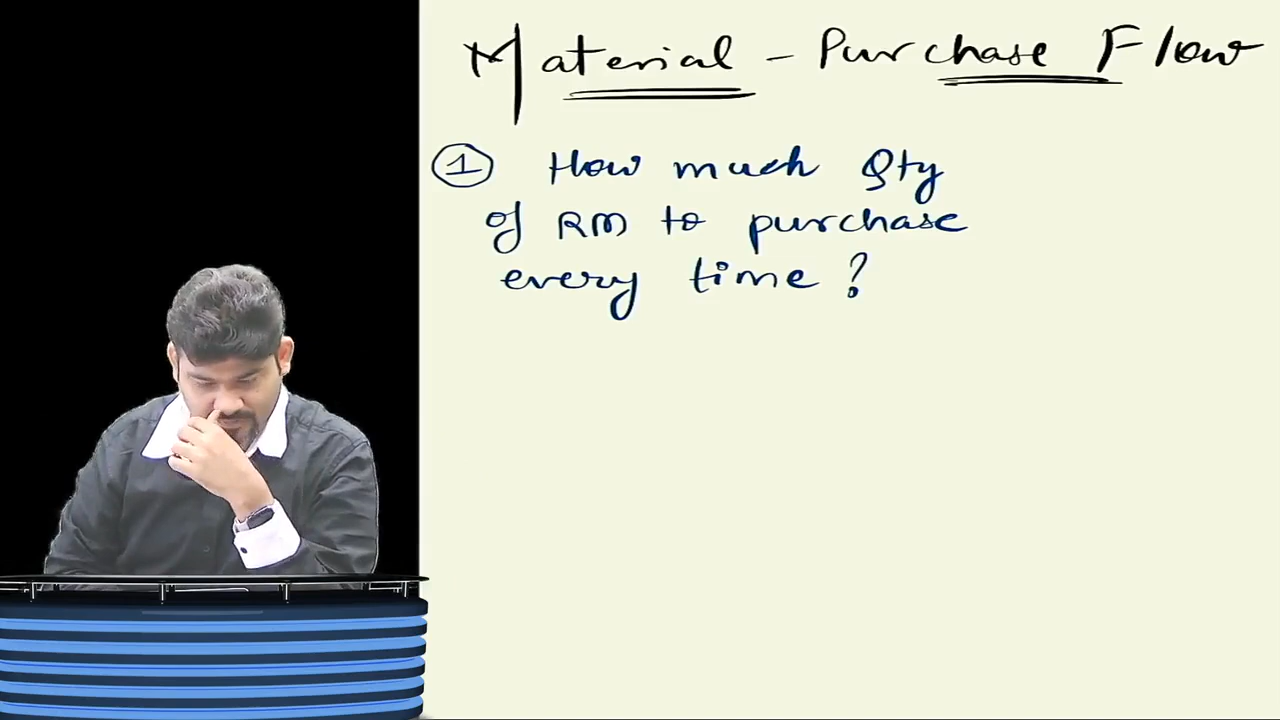 Material - Purchase Flow
① How much Qty
of RM to purchase
every time ?